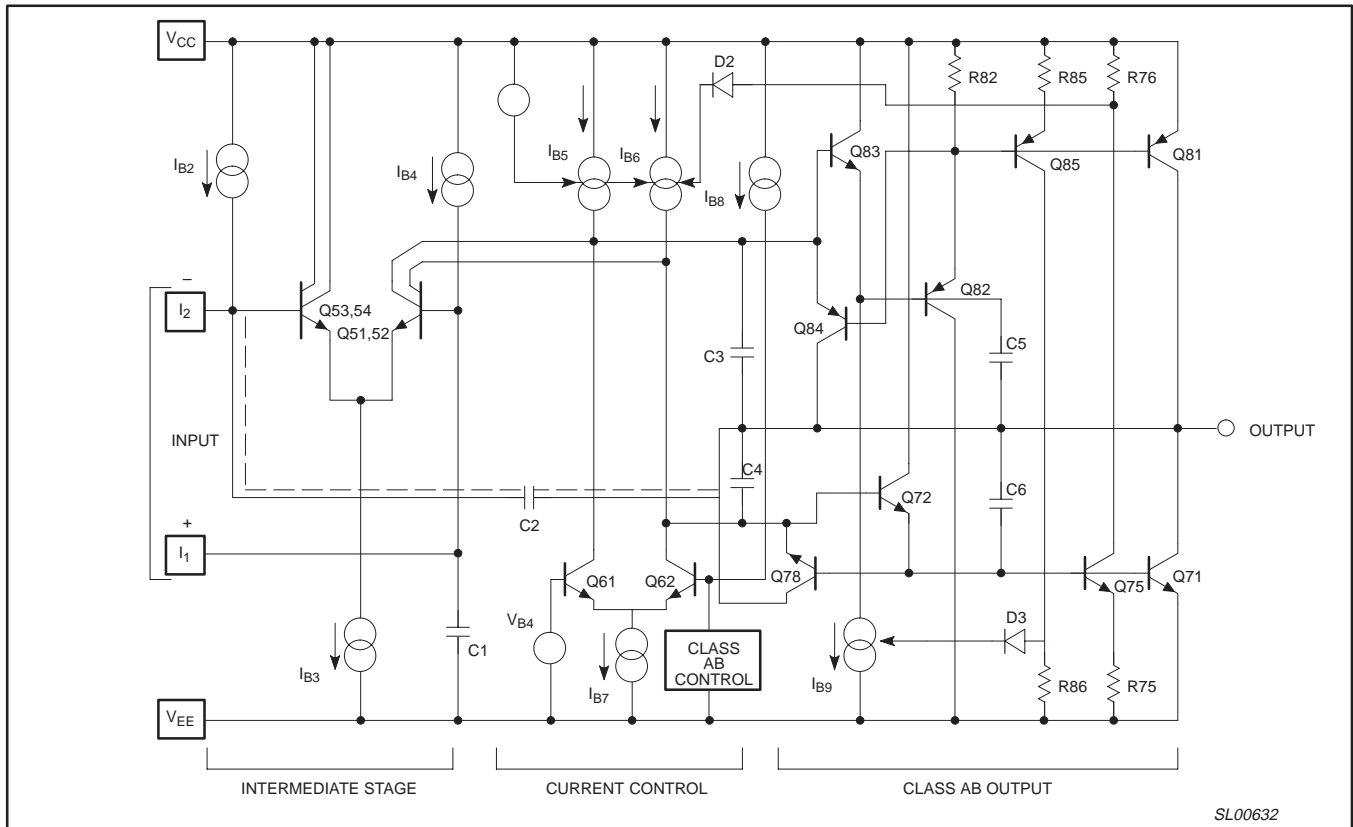 VCC
D2
R82
R85
R76
IB2
IB4
IB5
IB6
IB8
Q83
Q85
Q81
−
I2
Q53,54
Q51,52
Q82
Q84
C3
C5
INPUT
OUTPUT
C4
Q72
C6
C2
+
I1
Q61
Q62
Q78
Q75
Q71
VB4
C1
D3
CLASS
AB
CONTROL
IB3
IB7
IB9
R86
R75
VEE
INTERMEDIATE STAGE
CURRENT CONTROL
CLASS AB OUTPUT
SL00632